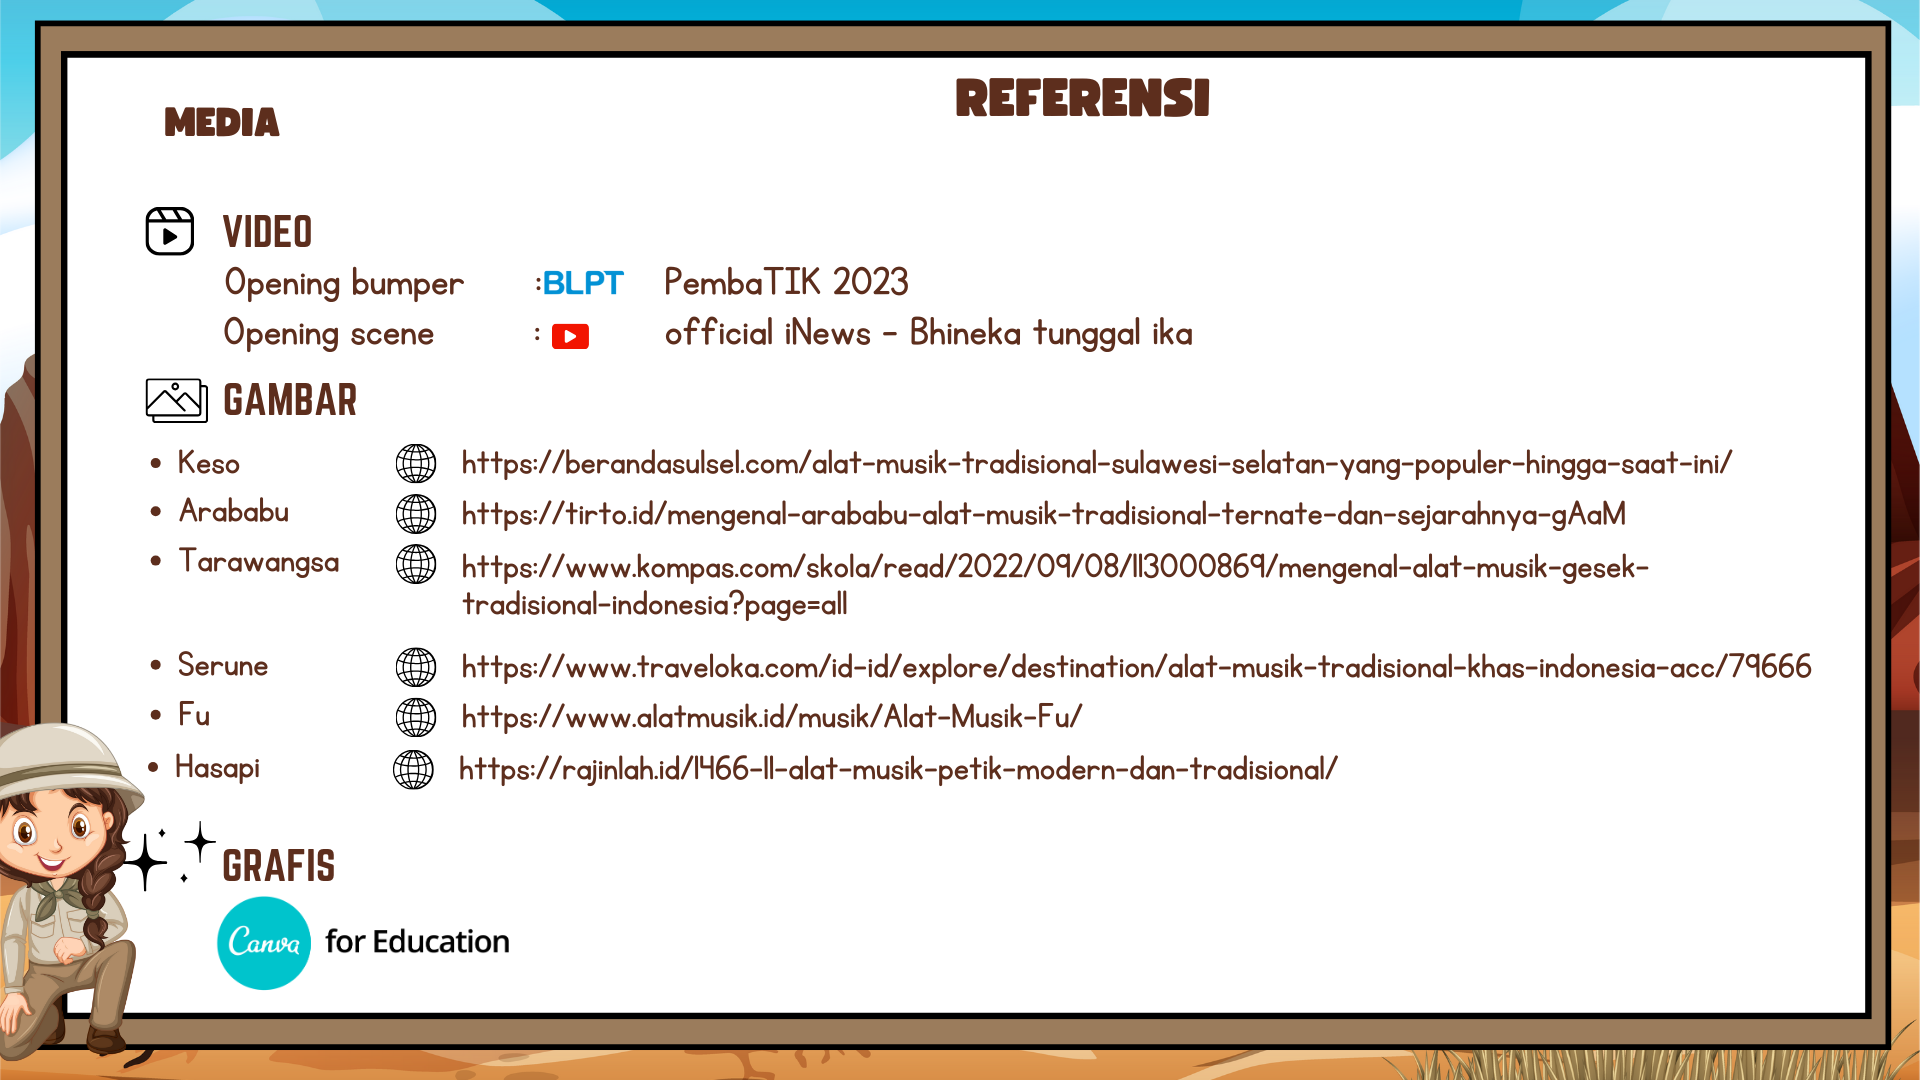 REFERENSI
MEDIA
VIDEO
Opening bumper :BLPT PembaTIK 2023
Opening scene : official iNews - Bhineka tunggal ika
GAMBAR
• Keso https://berandasulsel.com/alat-musik-tradisional-sulawesi-selatan-yang-populer-hingga-saat-ini/
• Arababu https://tirto.id/mengenal-arababu-alat-musik-tradisional-ternate-dan-sejarahnya-gAaM
• Tarawangsa https://www.kompas.com/skola/read/2022/09/08/113000869/mengenal-alat-musik-gesek-
tradisional-indonesia?page=all
• Serune https://www.traveloka.com/id-id/explore/destination/alat-musik-tradisional-khas-indonesia-acc/79666
• Fu https://www.alatmusik.id/musik/Alat-Musik-Fu/
• Hasapi https://rajinlah.id/1466-11-alat-musik-petik-modern-dan-tradisional/
GRAFIS
Canva for Education